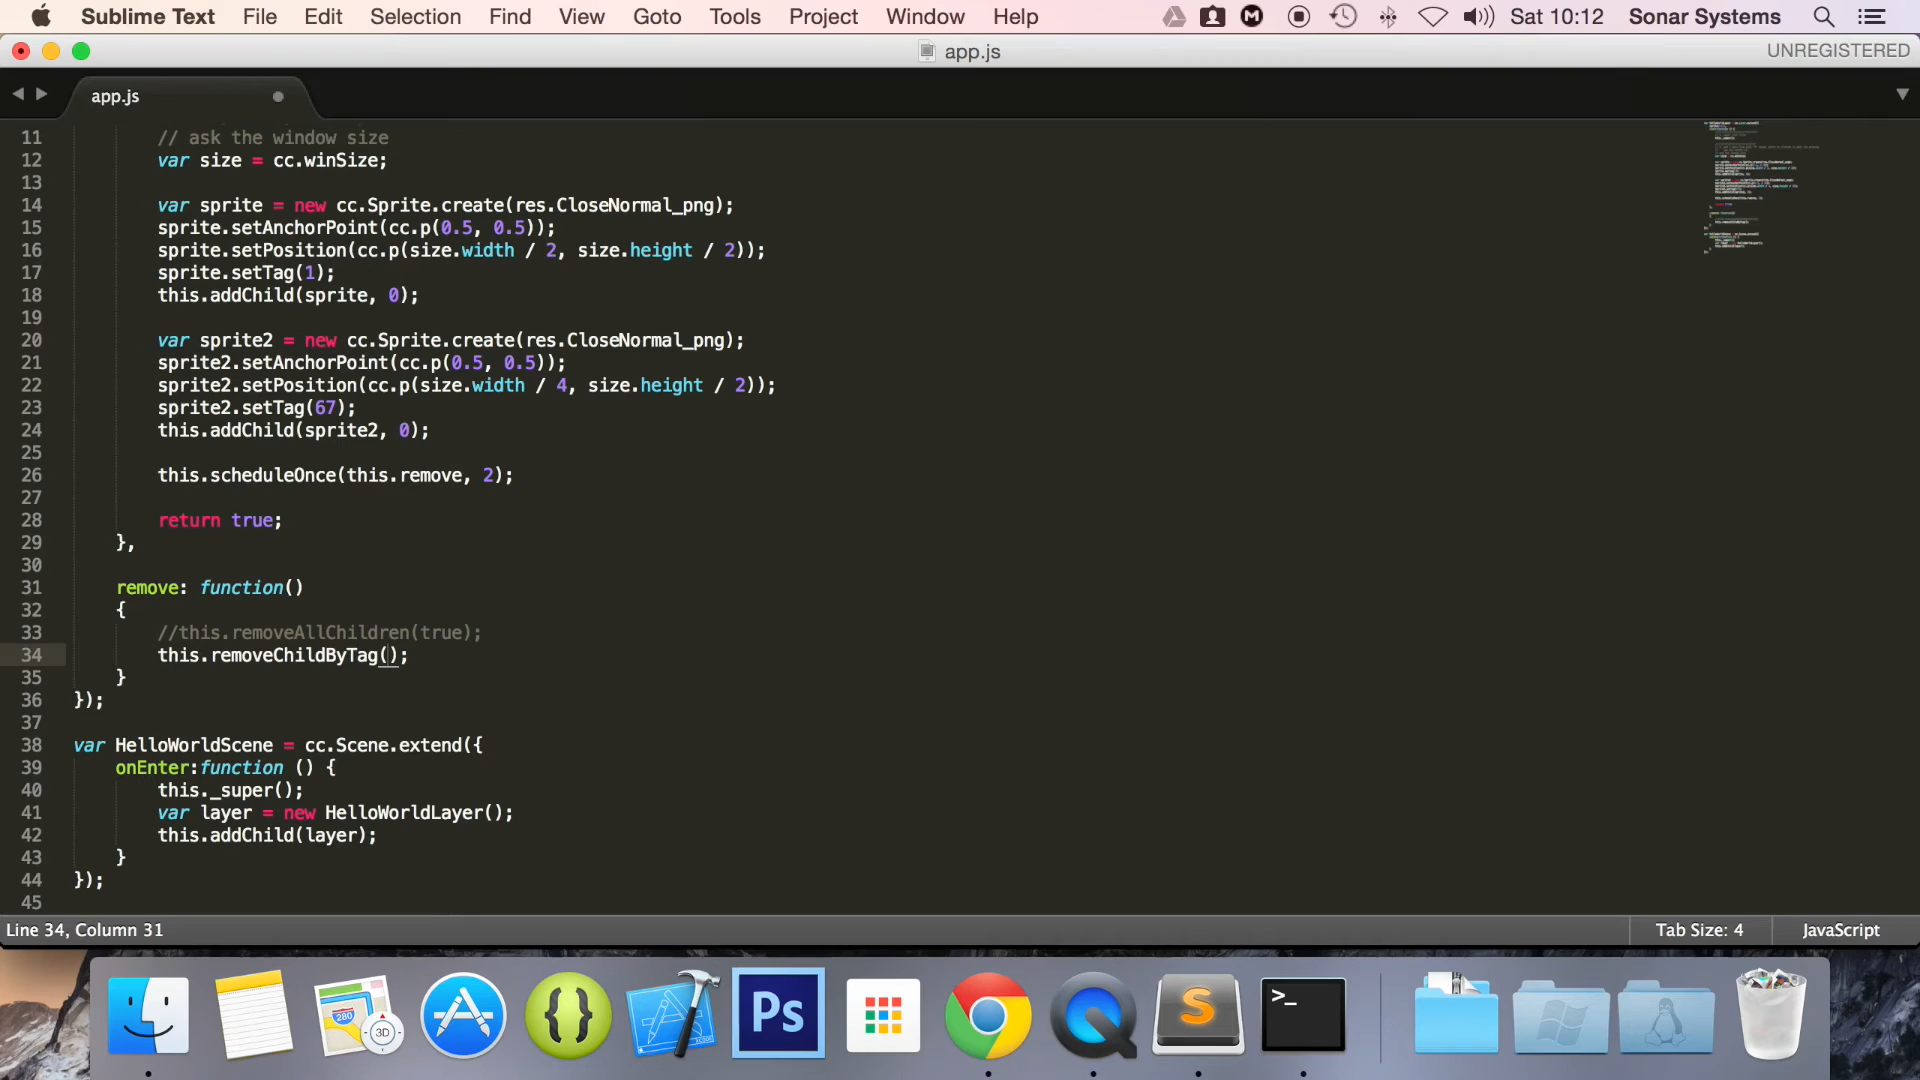 Sublime Text File Edit Selection Find View Goto Tools Project Window Help Sat 10:12 Sonar Systems
app.js UNREGISTERED
app.js
11 // ask the window size
12 var size = cc.winSize;
13
14 var sprite = new cc.Sprite.create(res.CloseNormal_png);
15 sprite.setAnchorPoint(cc.p(0.5, 0.5));
16 sprite.setPosition(cc.p(size.width / 2, size.height / 2));
17 sprite.setTag(1);
18 this.addChild(sprite, 0);
19
20 var sprite2 = new cc.Sprite.create(res.CloseNormal_png);
21 sprite2.setAnchorPoint(cc.p(0.5, 0.5));
22 sprite2.setPosition(cc.p(size.width / 4, size.height / 2));
23 sprite2.setTag(67);
24 this.addChild(sprite2, 0);
25
26 this.scheduleOnce(this.remove, 2);
27
28 return true;
29 },
30
31 remove: function()
32 {
33 //this.removeAllChildren(true);
34 this.removeChildByTag();
35 }
36 });
37
38 var HelloWorldScene = cc.Scene.extend({
39 onEnter:function () {
40 this._super();
41 var layer = new HelloWorldLayer();
42 this.addChild(layer);
43 }
44 });
45
Line 34, Column 31 Tab Size: 4 JavaScript
280
3D
{}
Ps
S
>_